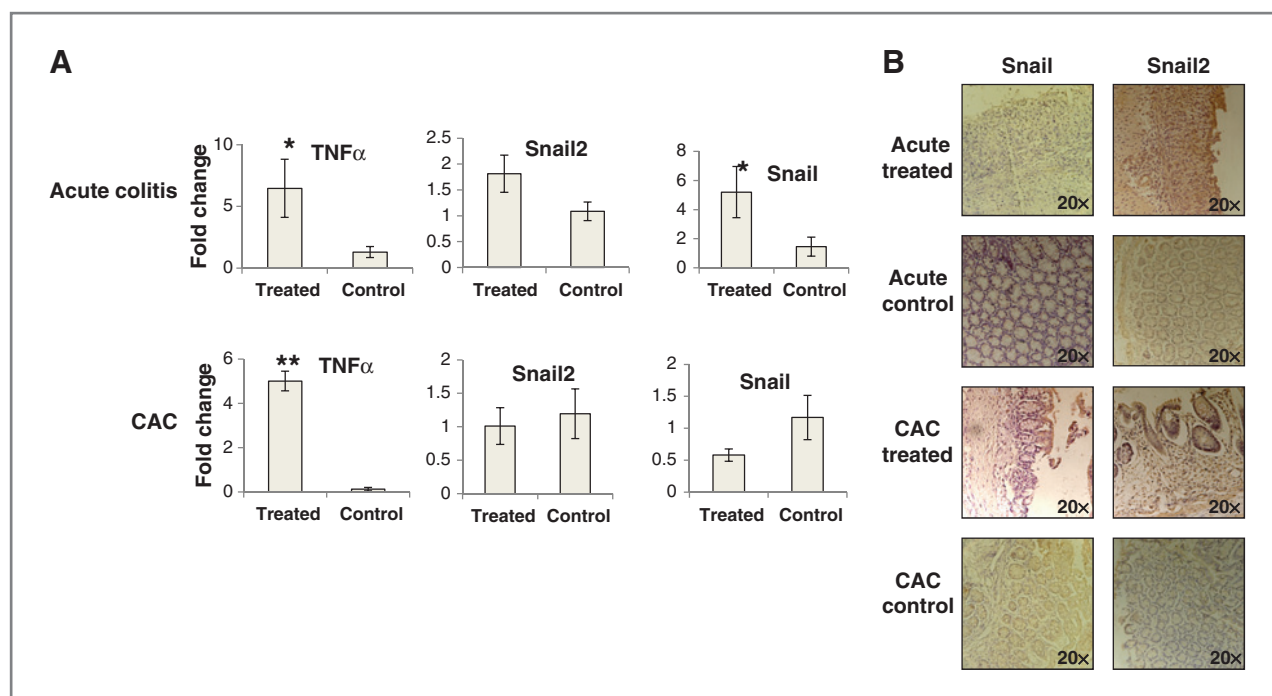 A
Acute colitis
Fold change
10
5
0
* TNFα
Treated Control
2.5
2
1.5
1
0.5
0
Snail2
Treated Control
8
6
4
2
0
* Snail
Treated Control
CAC
Fold change
6
4
2
0
** TNFα
Treated Control
2
1.5
1
0.5
0
Snail2
Treated Control
2
1.5
1
0.5
0
Snail
Treated Control
B
Snail Snail2
Acute
treated
20× 20×
Acute
control
20× 20×
CAC
treated
20× 20×
CAC
control
20× 20×